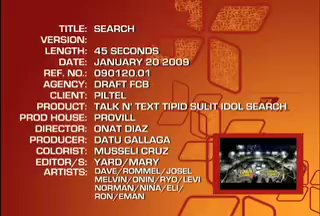 TITLE: SEARCH
VERSION:
LENGTH: 45 SECONDS
DATE: JANUARY 20 2009
REF. NO.: 090120.01
AGENCY: DRAFT FCB
CLIENT: PILTEL
PRODUCT: TALK N' TEXT TIPID SULIT IDOL SEARCH
PROD HOUSE: PROVILL
DIRECTOR: ONAT DIAZ
PRODUCER: DATU GALLAGA
COLORIST: MUSSELI CRUZ
EDITOR/S: YARD/MARY
ARTISTS: DAVE/ROMMEL/JOSEL
MELVIN/ONIN/RYO/LEVI
NORMAN/NINA/ELI/
RON/EMAN